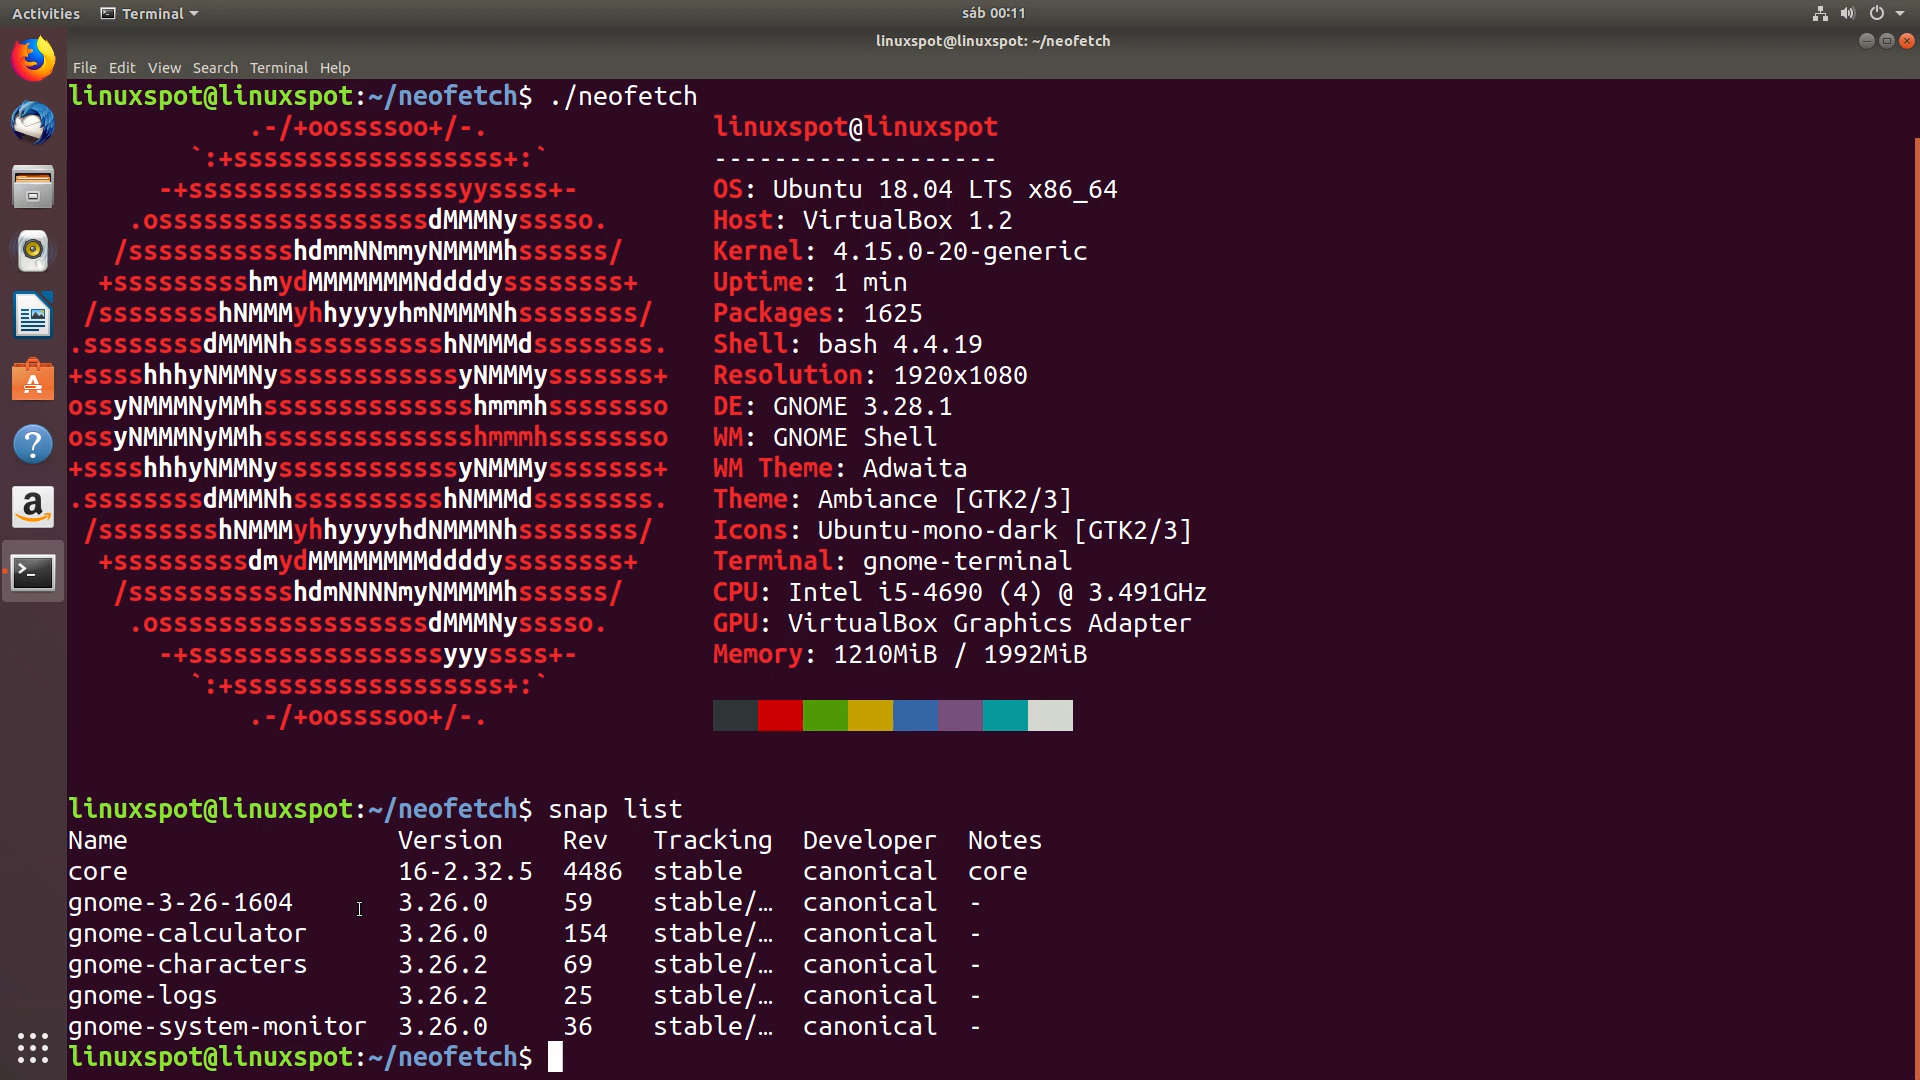 Activities Terminal sáb 00:11
linuxspot@linuxspot: ~/neofetch
File Edit View Search Terminal Help
linuxspot@linuxspot:~/neofetch$ ./neofetch
.-/+oossssoo+/-.
`:+ssssssssssssssssss+:`
-+ssssssssssssssssssyyssss+-
.ossssssssssssssssssdMMMNysssso.
/ssssssssssshdmmNNmmyNMMMMhssssss/
+ssssssssshmydMMMMMMMNddddyssssssss+
/sssssssshNMMMyhhyyyyhmNMMMNhssssssss/
.ssssssssdMMMNhsssssssssshNMMMdssssssss.
+sssshhhyNMMNyssssssssssssyNMMMysssssss+
ossyNMMMNyMMhsssssssssssssshmmmhssssssso
ossyNMMMNyMMhsssssssssssssshmmmhssssssso
+sssshhhyNMMNyssssssssssssyNMMMysssssss+
.ssssssssdMMMNhsssssssssshNMMMdssssssss.
/sssssssshNMMMyhhyyyyhdNMMMNhssssssss/
+sssssssssdmydMMMMMMMMddddyssssssss+
/ssssssssssshdmNNNNmyNMMMMhssssss/
.ossssssssssssssssssdMMMNysssso.
-+sssssssssssssssssyyyssss+-
`:+ssssssssssssssssss+:`
.-/+oossssoo+/-.
linuxspot@linuxspot
-------------------
OS: Ubuntu 18.04 LTS x86_64
Host: VirtualBox 1.2
Kernel: 4.15.0-20-generic
Uptime: 1 min
Packages: 1625
Shell: bash 4.4.19
Resolution: 1920x1080
DE: GNOME 3.28.1
WM: GNOME Shell
WM Theme: Adwaita
Theme: Ambiance [GTK2/3]
Icons: Ubuntu-mono-dark [GTK2/3]
Terminal: gnome-terminal
CPU: Intel i5-4690 (4) @ 3.491GHz
GPU: VirtualBox Graphics Adapter
Memory: 1210MiB / 1992MiB
linuxspot@linuxspot:~/neofetch$ snap list
Name Version Rev Tracking Developer Notes
core 16-2.32.5 4486 stable canonical core
gnome-3-26-1604 3.26.0 59 stable/… canonical -
gnome-calculator 3.26.0 154 stable/… canonical -
gnome-characters 3.26.2 69 stable/… canonical -
gnome-logs 3.26.2 25 stable/… canonical -
gnome-system-monitor 3.26.0 36 stable/… canonical -
linuxspot@linuxspot:~/neofetch$